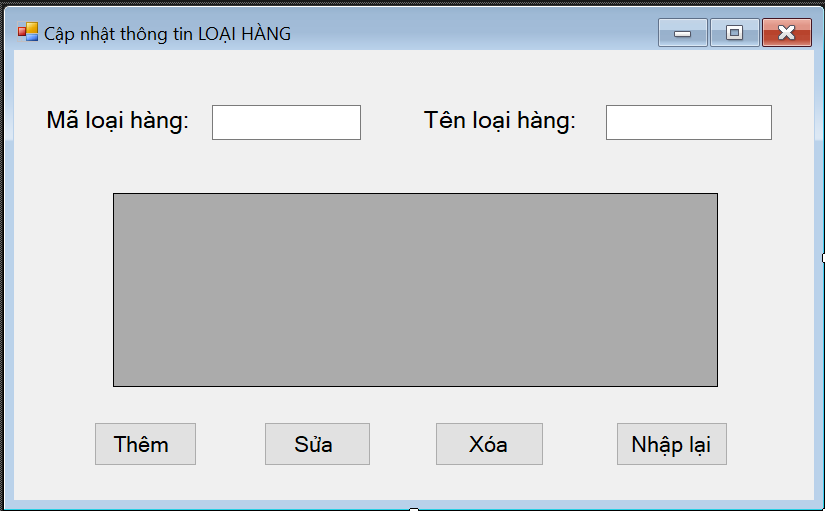 Cập nhật thông tin LOẠI HÀNG
Mã loại hàng: Tên loại hàng:
Thêm Sửa Xóa Nhập lại